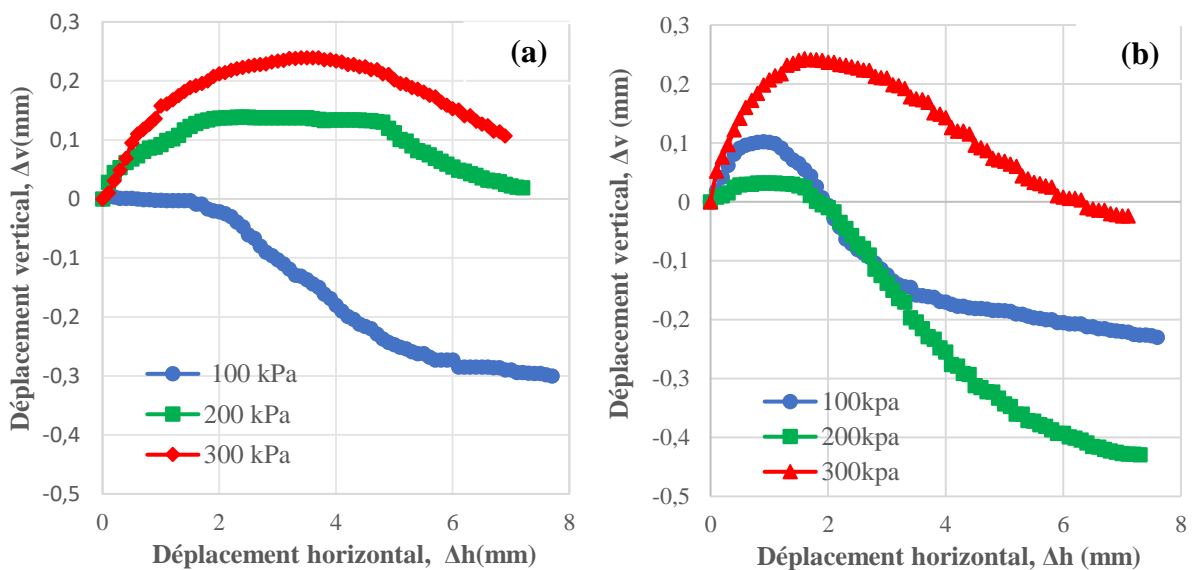 (a)
Déplacement vertical, Δv(mm)
0,3
0,2
0,1
0
-0,1
-0,2
-0,3
-0,4
-0,5
100 kPa
200 kPa
300 kPa
0 2 4 6 8
Déplacement horizontal, Δh(mm)
(b)
Déplacement vertical, Δv (mm)
0,3
0,2
0,1
0
-0,1
-0,2
-0,3
-0,4
-0,5
100kpa
200kpa
300kpa
0 2 4 6 8
Déplacement horizontal, Δh (mm)